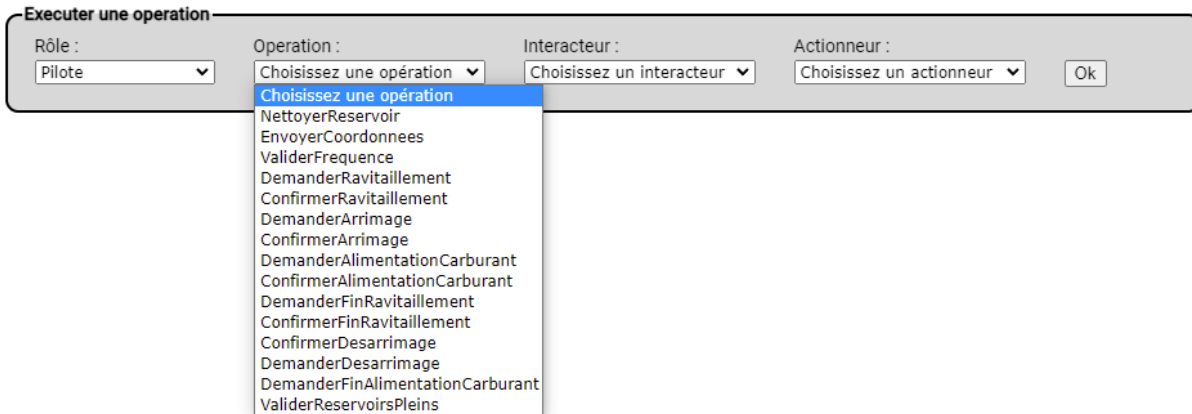 Executer une operation
Rôle : Operation : Interacteur : Actionneur :
Pilote Choisissez une opération Choisissez un interacteur Choisissez un actionneur Ok
Choisissez une opération
NettoyerReservoir
EnvoyerCoordonnees
ValiderFrequence
DemanderRavitaillement
ConfirmerRavitaillement
DemanderArrimage
ConfirmerArrimage
DemanderAlimentationCarburant
ConfirmerAlimentationCarburant
DemanderFinRavitaillement
ConfirmerFinRavitaillement
ConfirmerDesarrimage
DemanderDesarrimage
DemanderFinAlimentationCarburant
ValiderReservoirsPleins